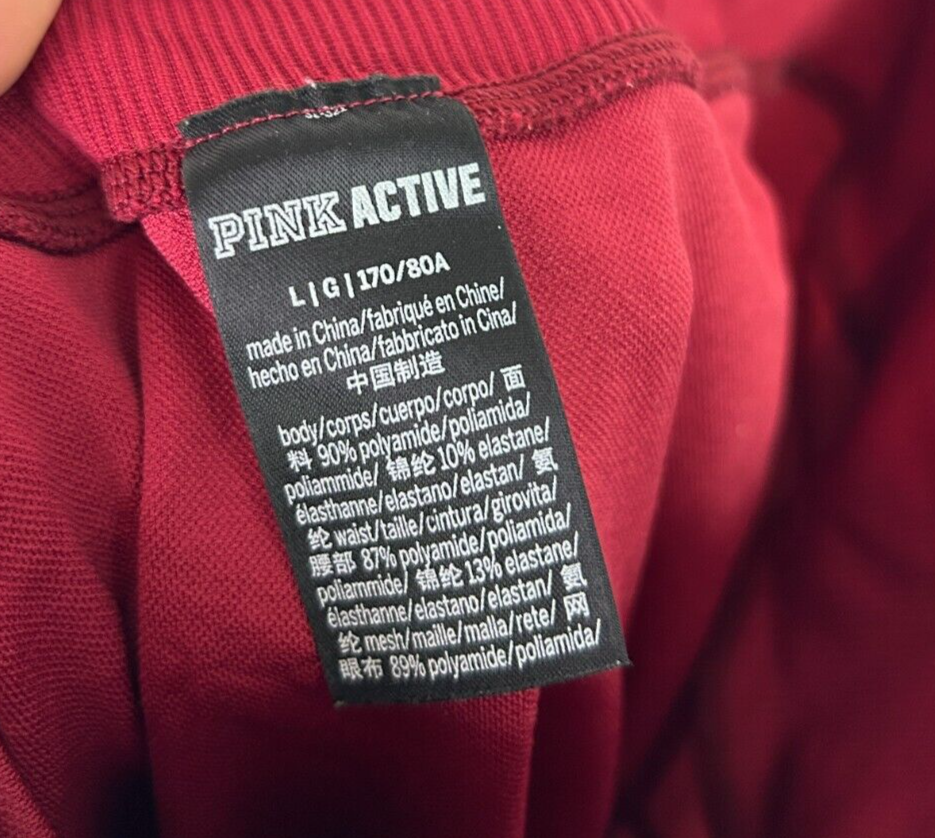 PINK ACTIVE
L | G | 170/80A
made in China/fabriqué en Chine/
hecho en China/fabbricato in Cina/
中国制造
body/corps/cuerpo/corpo/ 面
料 90% polyamide/poliamida/
poliammide/ 锦纶 10% elastane/
élasthanne/elastano/elastan/ 氨
纶 waist/taille/cintura/girovita/
腰部 87% polyamide/poliamida/
poliammide/ 锦纶 13% elastane/
élasthanne/elastano/elastan/ 氨
纶 mesh/maille/malla/rete/ 网
眼布 89% polyamide/poliamida/